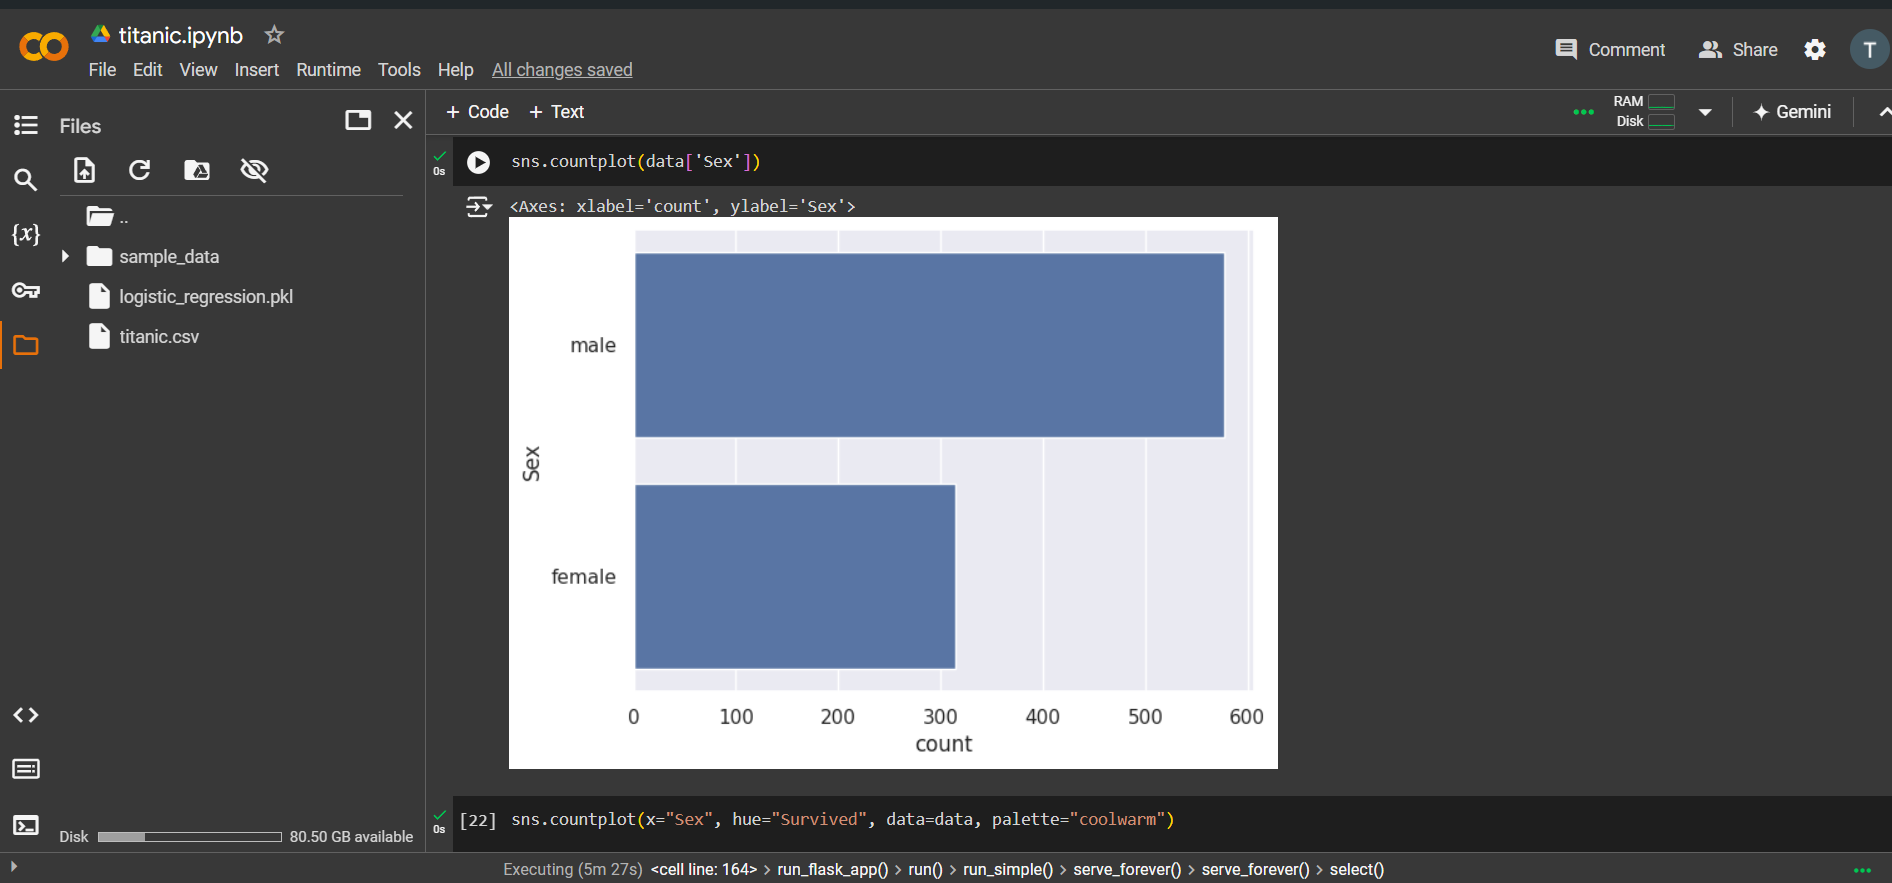 titanic.ipynb
File Edit View Insert Runtime Tools Help All changes saved
Comment Share T
Files
+ Code + Text
RAM
Disk
Gemini
0s
sns.countplot(data['Sex'])
<Axes: xlabel='count', ylabel='Sex'>
..
{x}
sample_data
logistic_regression.pkl
titanic.csv
male
Sex
female
0 100 200 300 400 500 600
count
Disk 80.50 GB available
0s
[22] sns.countplot(x="Sex", hue="Survived", data=data, palette="coolwarm")
Executing (5m 27s) <cell line: 164> > run_flask_app() > run() > run_simple() > serve_forever() > serve_forever() > select()